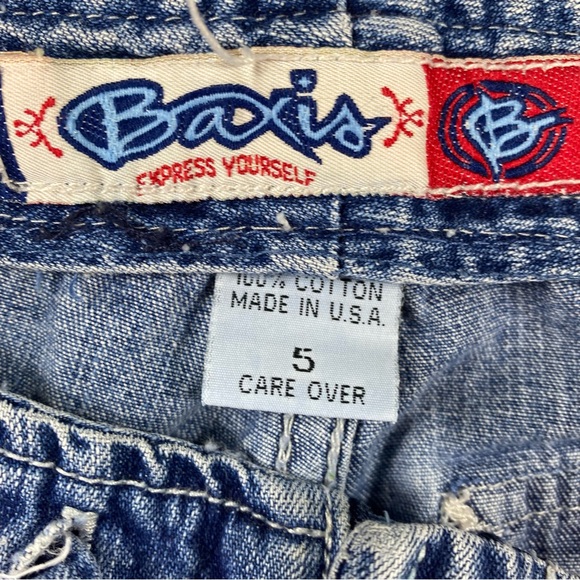 Baxis
EXPRESS YOURSELF
B
100% COTTON
MADE IN U.S.A.
5
CARE OVER